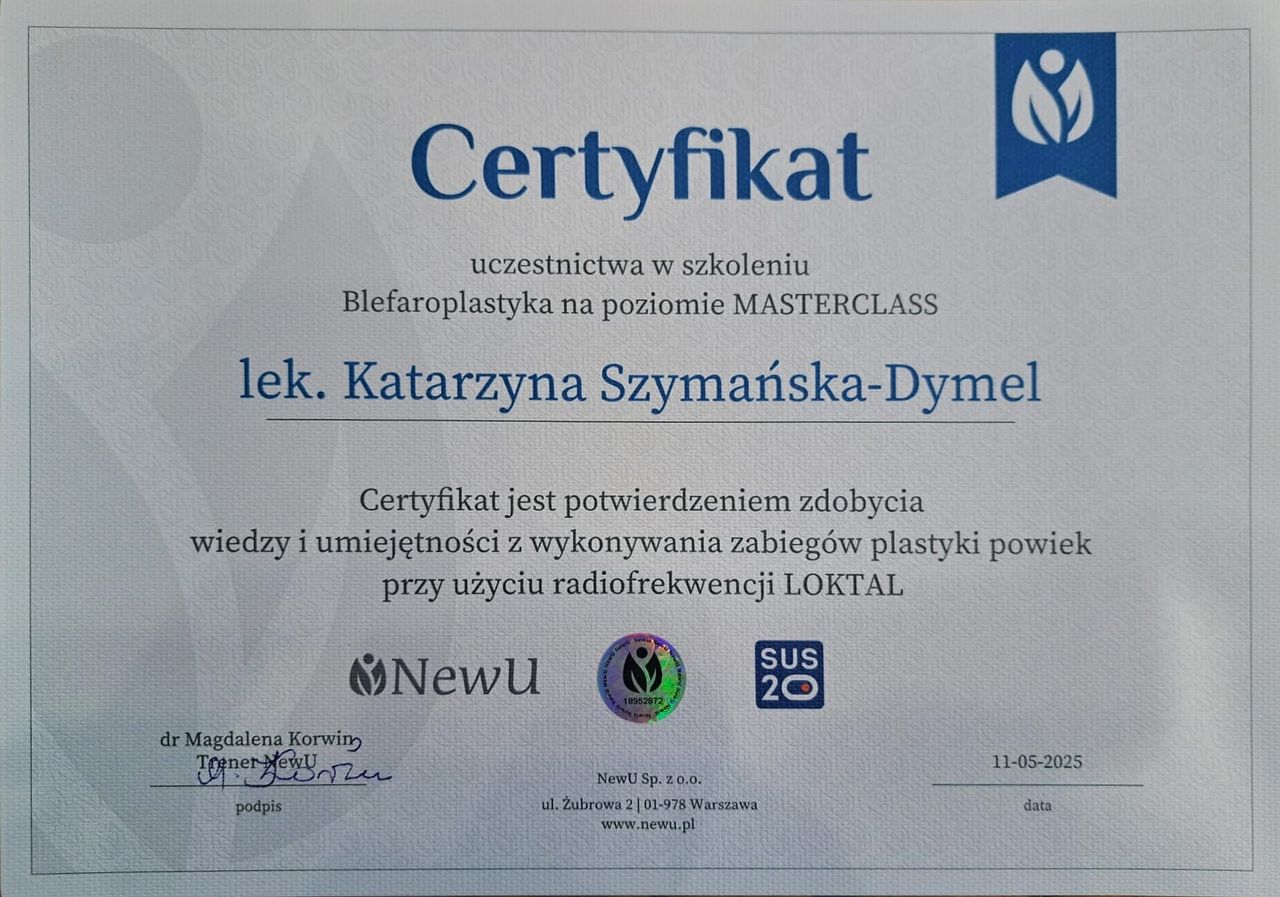 Certyfikat
uczestnictwa w szkoleniu
Blefaroplastyka na poziomie MASTERCLASS
lek. Katarzyna Szymańska-Dymel
Certyfikat jest potwierdzeniem zdobycia
wiedzy i umiejętności z wykonywania zabiegów plastyki powiek
przy użyciu radiofrekwencji LOKTAL
NewU
18952872
SUS
20
dr Magdalena Korwin
Trener NewU
podpis
NewU Sp. z o.o.
ul. Żubrowa 2 | 01-978 Warszawa
www.newu.pl
11-05-2025
data